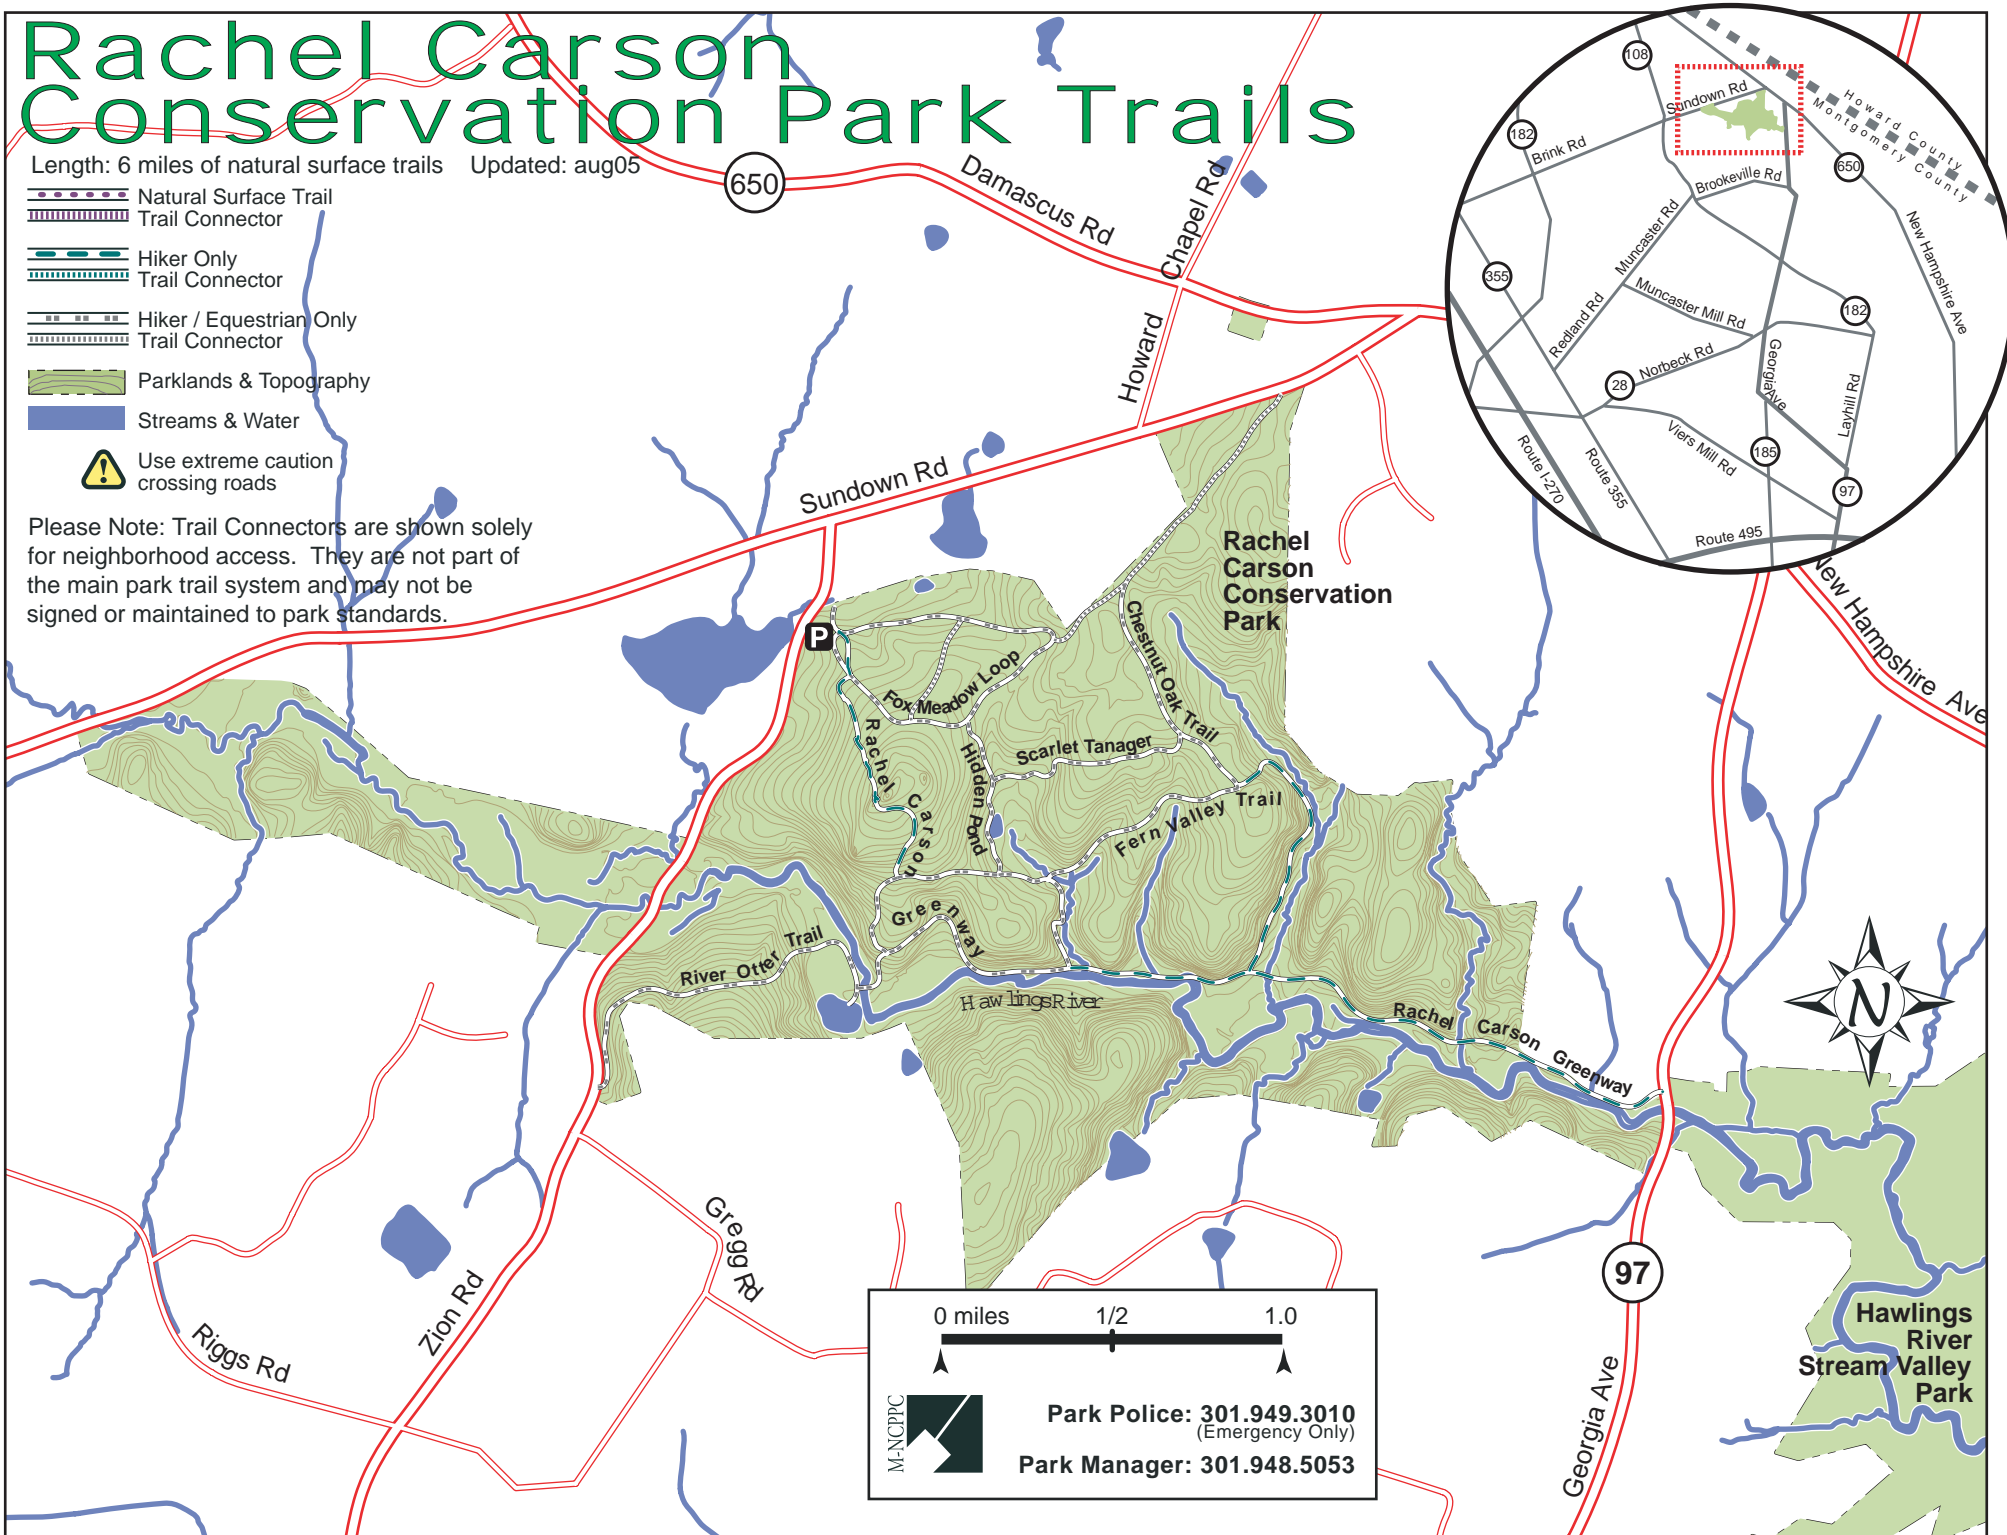 Rachel Carson
Conservation Park Trails
Length: 6 miles of natural surface trails Updated: aug05
Natural Surface Trail
Trail Connector
Hiker Only
Trail Connector
Hiker / Equestrian Only
Trail Connector
Parklands & Topography
Streams & Water
!
Use extreme caution
crossing roads
Please Note: Trail Connectors are shown solely
for neighborhood access. They are not part of
the main park trail system and may not be
signed or maintained to park standards.
650
Damascus Rd
Howard Chapel Rd
Sundown Rd
108
Sundown Rd
182
Brink Rd
Howard County
Montgomery County
650
Brookeville Rd
Muncaster Rd
New Hampshire Ave
355
Muncaster Mill Rd
182
Redland Rd
Norbeck Rd
Georgia Ave
28
Layhill Rd
Viers Mill Rd
185
Route I-270
Route 355
97
Route 495
New Hampshire Ave
Rachel
Carson
Conservation
Park
P
Chestnut Oak Trail
Fox Meadow Loop
Rachel Carson
Hidden Pond
Scarlet Tanager
Fern Valley Trail
Greenway
River Otter Trail
Hawlings River
Rachel Carson Greenway
N
Gregg Rd
Zion Rd
Riggs Rd
97
Georgia Ave
Hawlings
River
Stream Valley
Park
0 miles 1/2 1.0
M-NCPPC
Park Police: 301.949.3010
(Emergency Only)
Park Manager: 301.948.5053